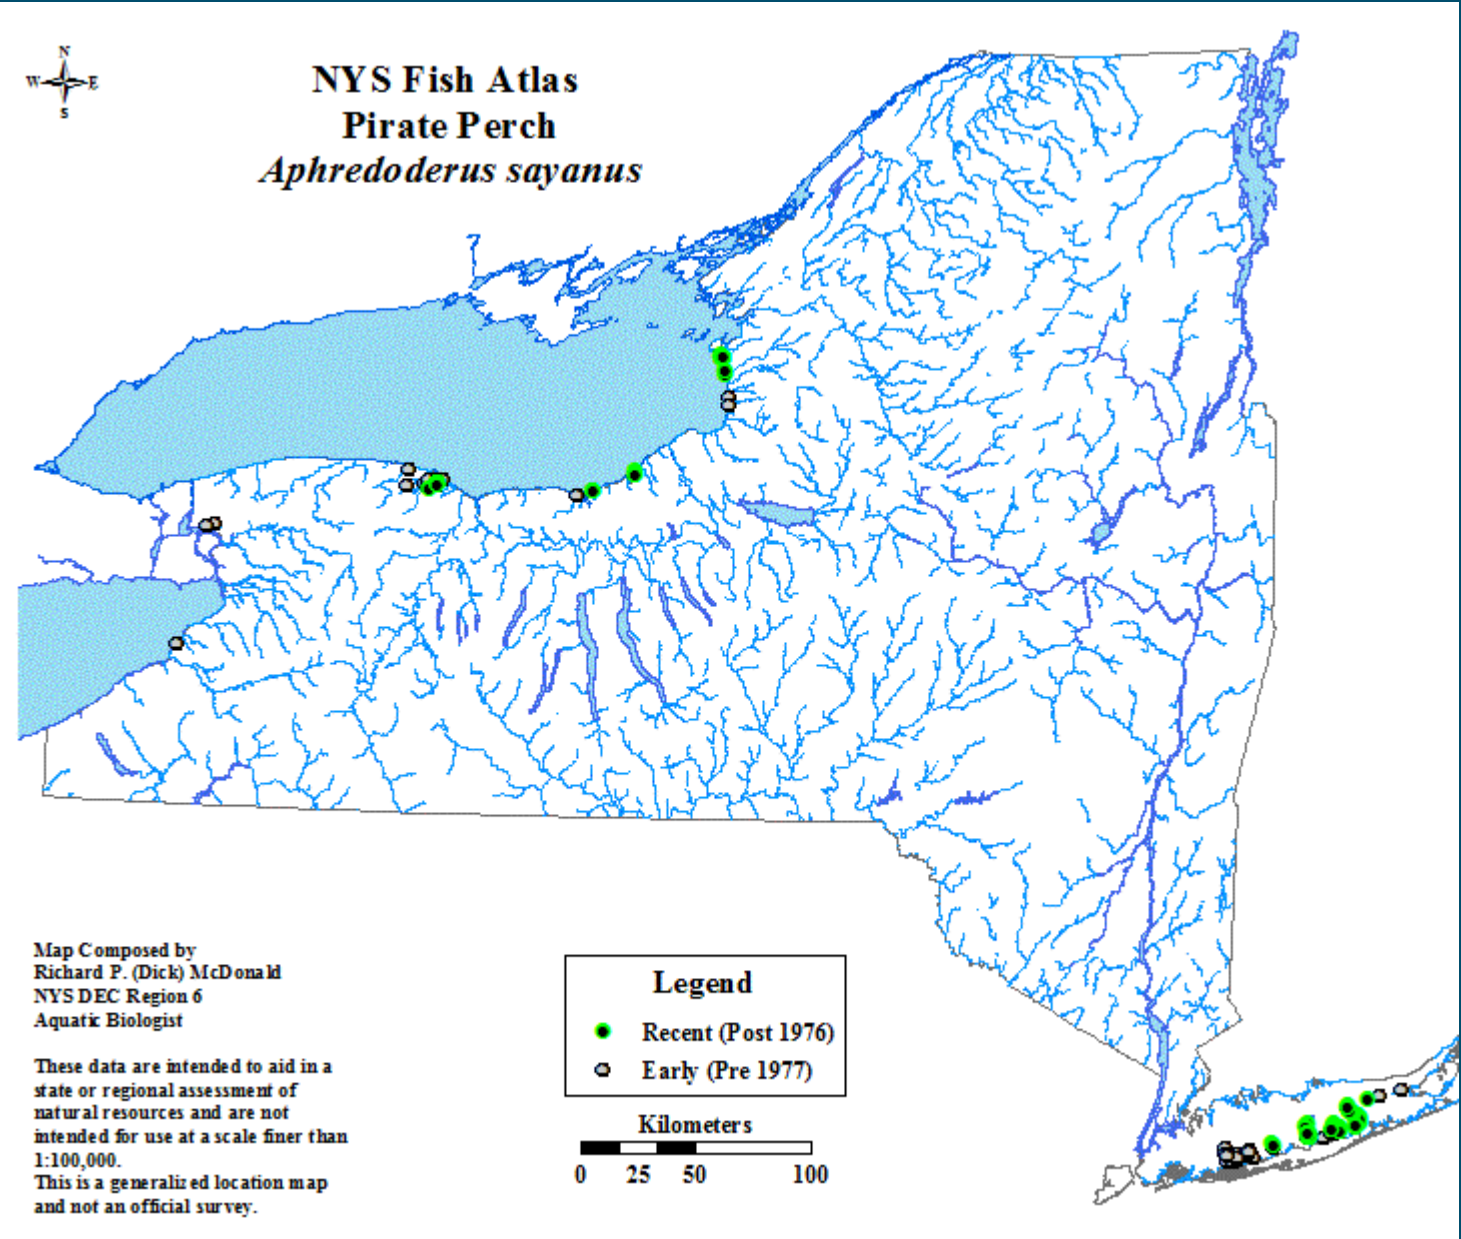 N
W E
S
NYS Fish Atlas
Pirate Perch
Aphredoderus sayanus
Map Composed by
Richard P. (Dick) McDonald
NYS DEC Region 6
Aquatic Biologist
These data are intended to aid in a
state or regional assessment of
natural resources and are not
intended for use at a scale finer than
1:100,000.
This is a generalized location map
and not an official survey.
Legend
Recent (Post 1976)
Early (Pre 1977)
Kilometers
0 25 50 100